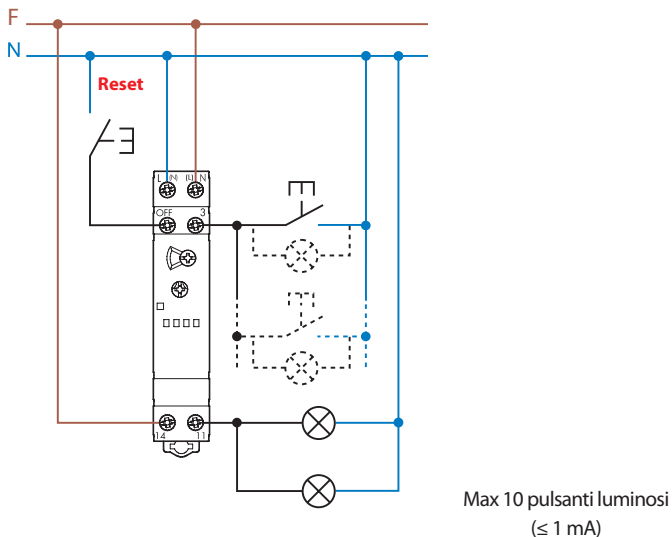 F
N
Reset
L (N) (L) N
OFF 3
14 11
Max 10 pulsanti luminosi
(≤ 1 mA)